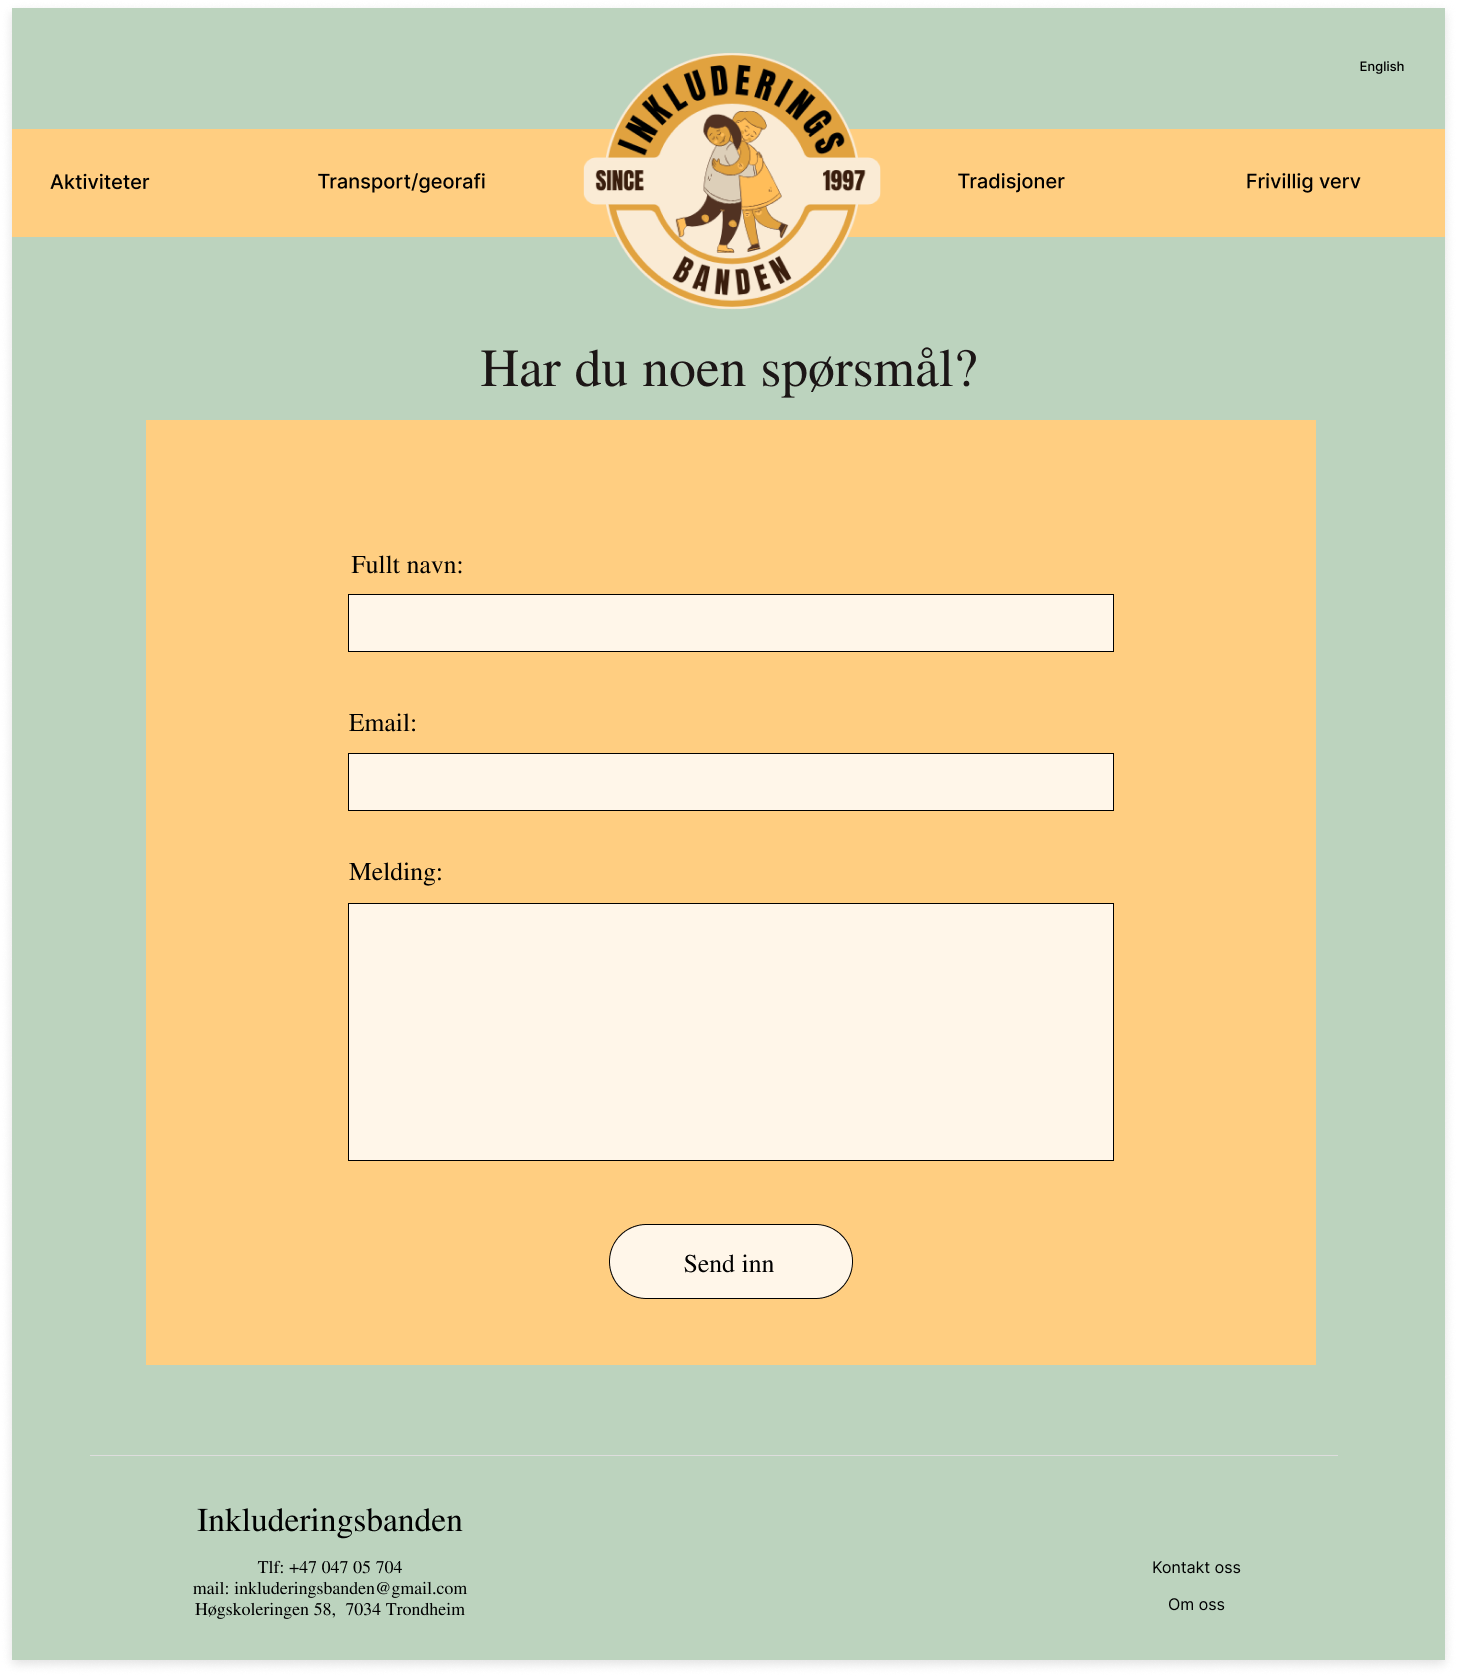 English
INKLUDERINGS
SINCE 1997
BANDEN
Aktiviteter
Transport/georafi
Tradisjoner
Frivillig verv
Har du noen spørsmål?
Fullt navn:
Email:
Melding:
Send inn
Inkluderingsbanden
Tlf: +47 047 05 704
mail: inkluderingsbanden@gmail.com
Høgskoleringen 58, 7034 Trondheim
Kontakt oss
Om oss